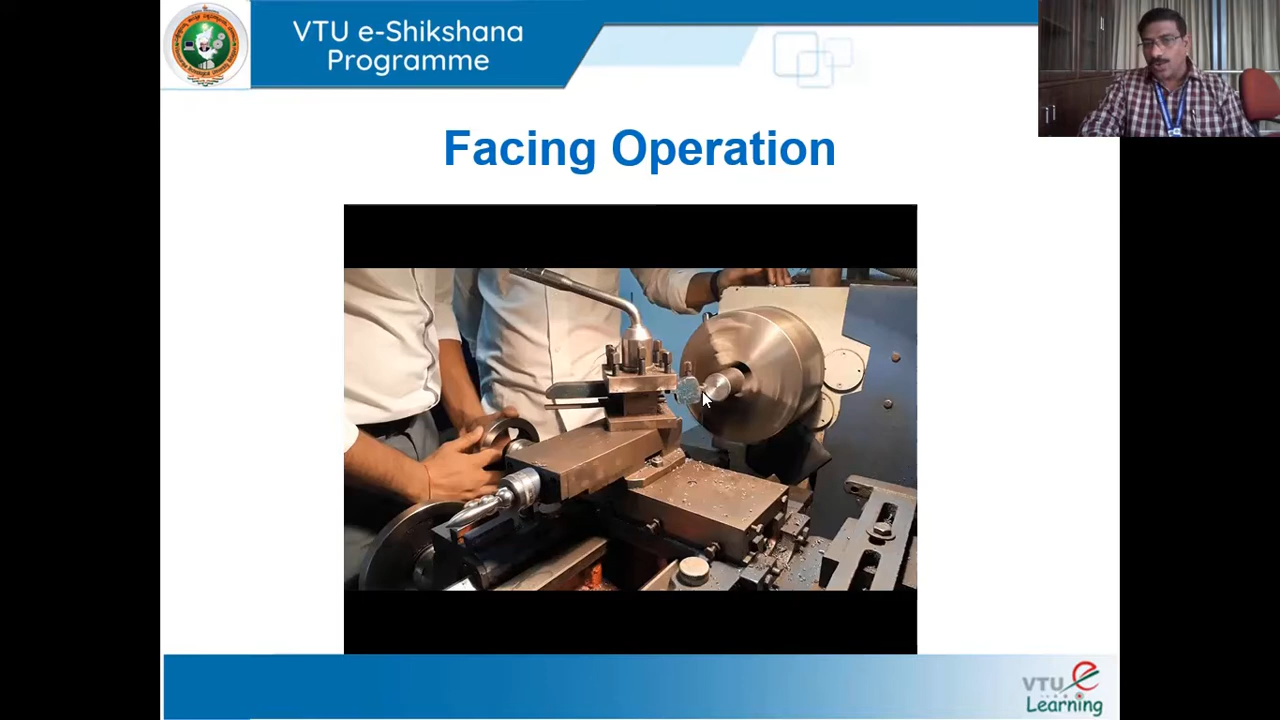 VTU e-Shikshana
Programme
Facing Operation
VTU e
Learning